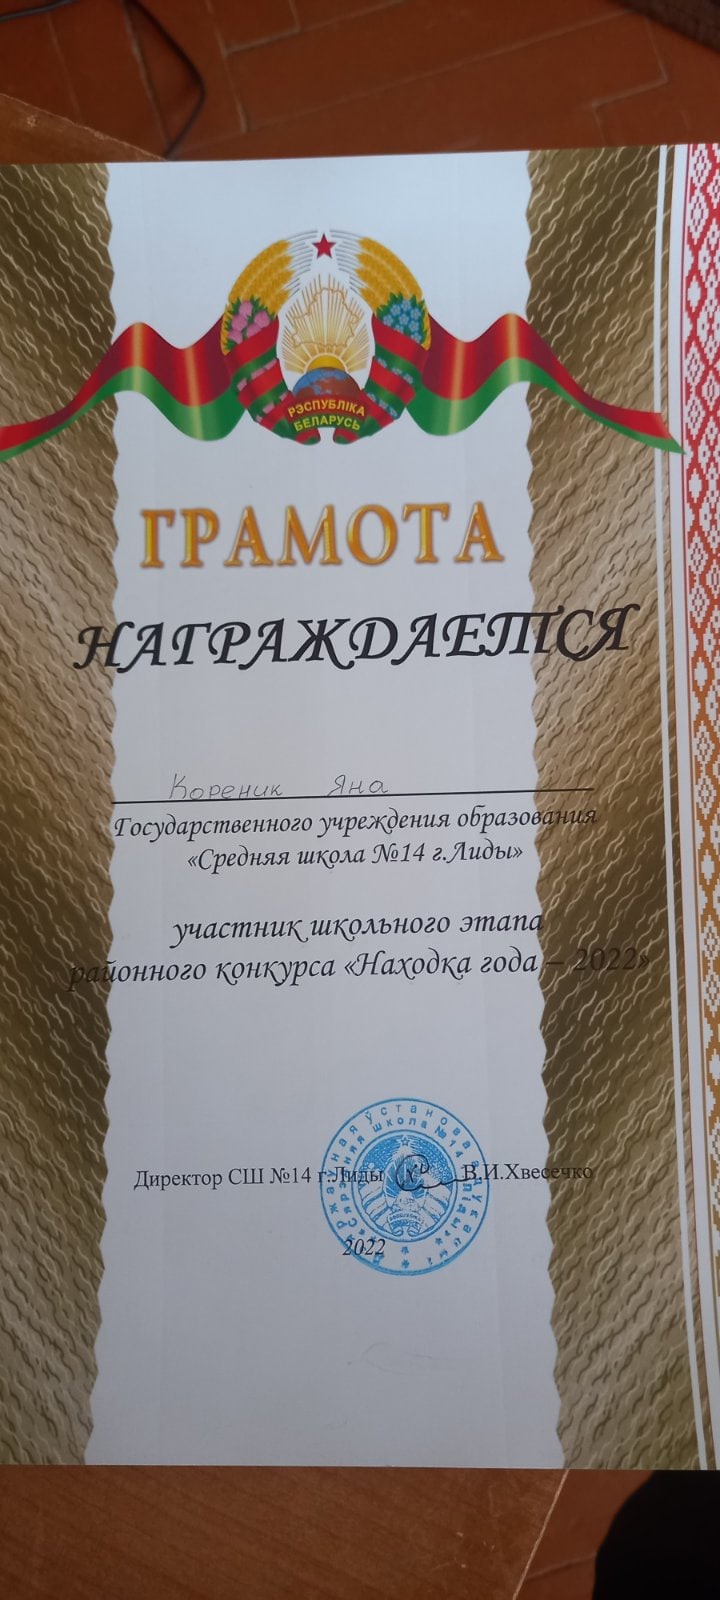 РЭСПУБЛІКА
БЕЛАРУСЬ
ГРАМОТА
НАГРАЖДАЕТСЯ
Кореник Яна
Государственного учреждения образования
«Средняя школа №14 г.Лиды»
участник школьного этапа
районного конкурса «Находка года – 2022»
Директор СШ №14 г.Лиды В.И.Хвесечко
2022